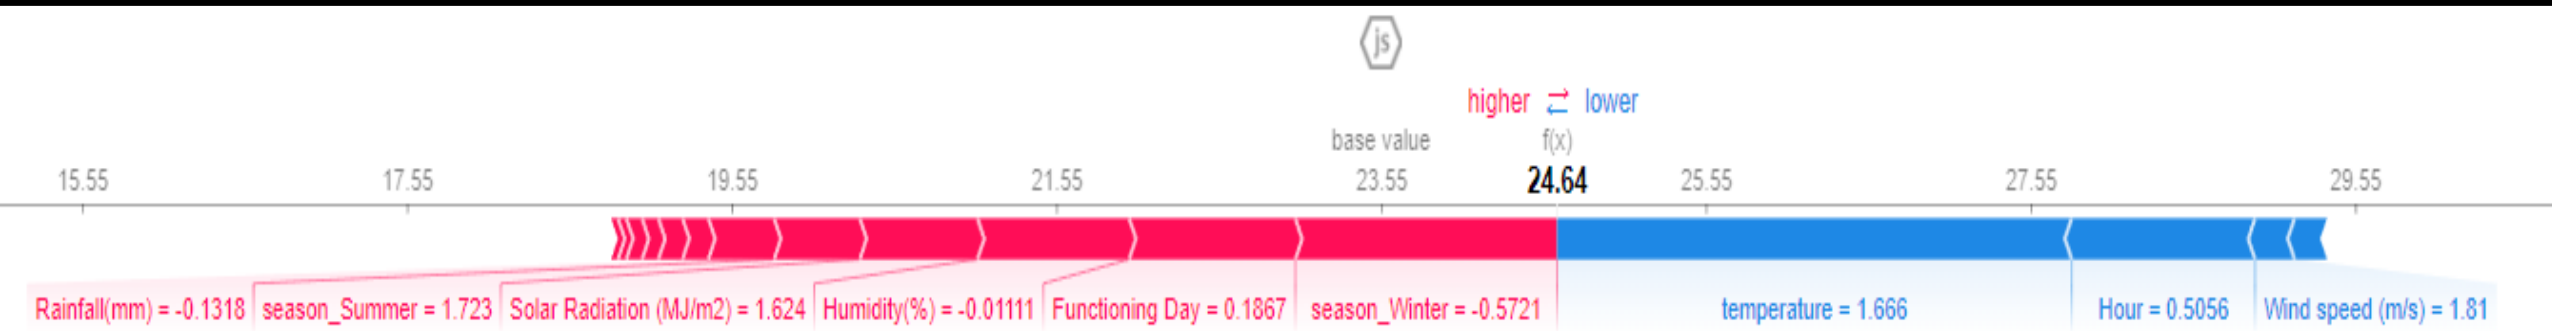 js
higher ⇄ lower
base value f(x)
15.55 17.55 19.55 21.55 23.55 24.64 25.55 27.55 29.55
Rainfall(mm) = -0.1318 season_Summer = 1.723 Solar Radiation (MJ/m2) = 1.624 Humidity(%) = -0.01111 Functioning Day = 0.1867 season_Winter = -0.5721 temperature = 1.666 Hour = 0.5056 Wind speed (m/s) = 1.81